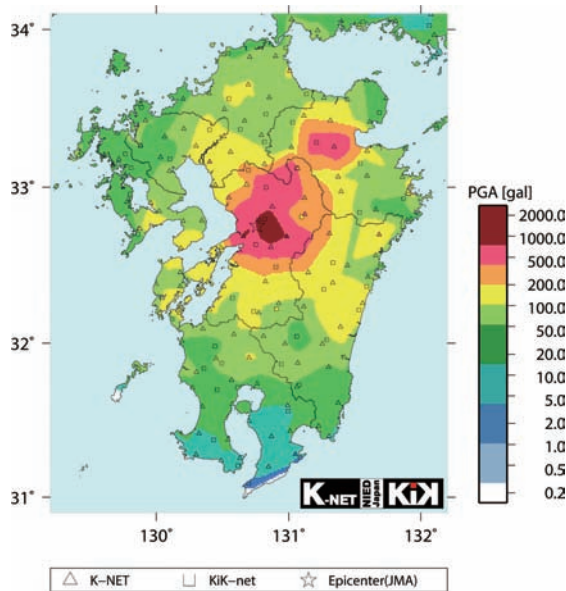 34°
33°
32°
31°
130°
131°
132°
PGA [gal]
2000.0
1000.0
500.0
200.0
100.0
50.0
20.0
10.0
5.0
2.0
1.0
0.5
0.2
K-NET
NIED
Japan
KiK
K-NET
KiK-net
Epicenter(JMA)